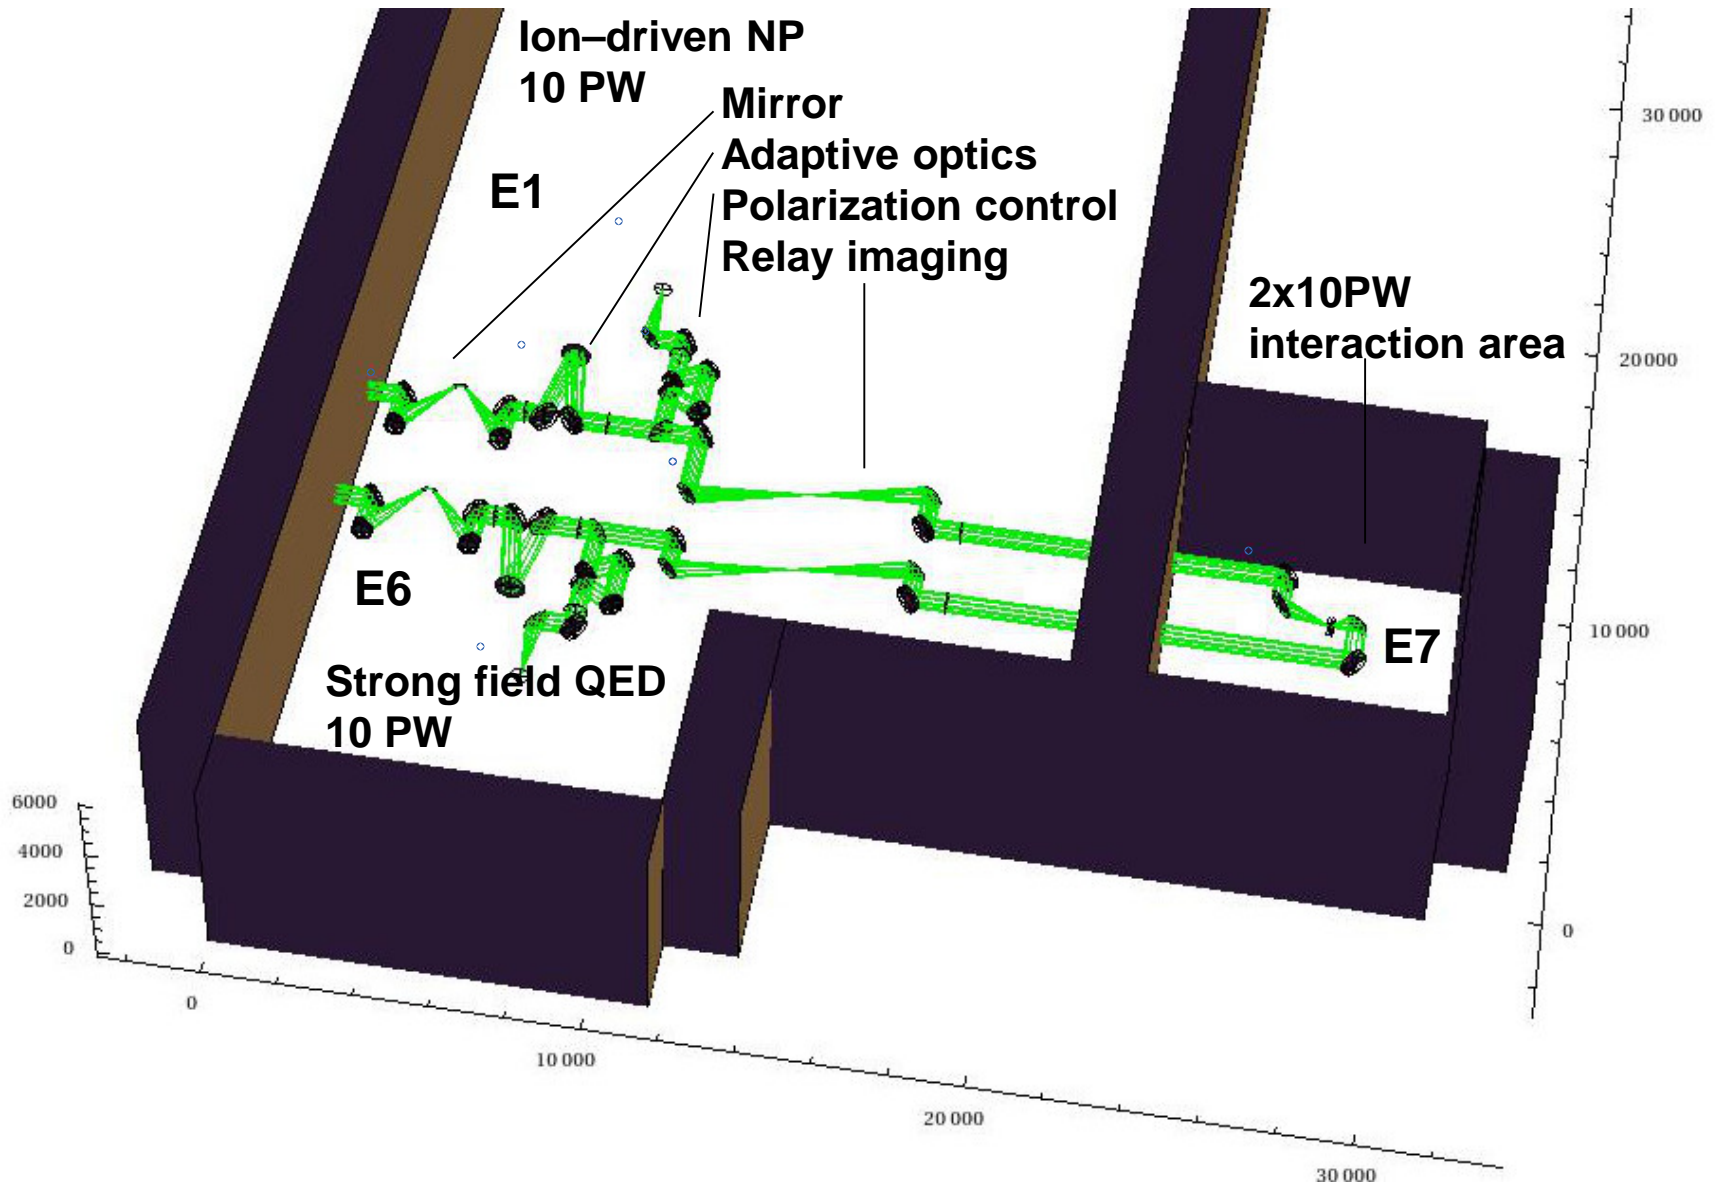 Ion–driven NP
10 PW
Mirror
Adaptive optics
Polarization control
Relay imaging
E1
30 000
2x10PW
interaction area
20 000
E6
10 000
E7
Strong field QED
10 PW
6000
4000
2000
0
0
0
10 000
20 000
30 000